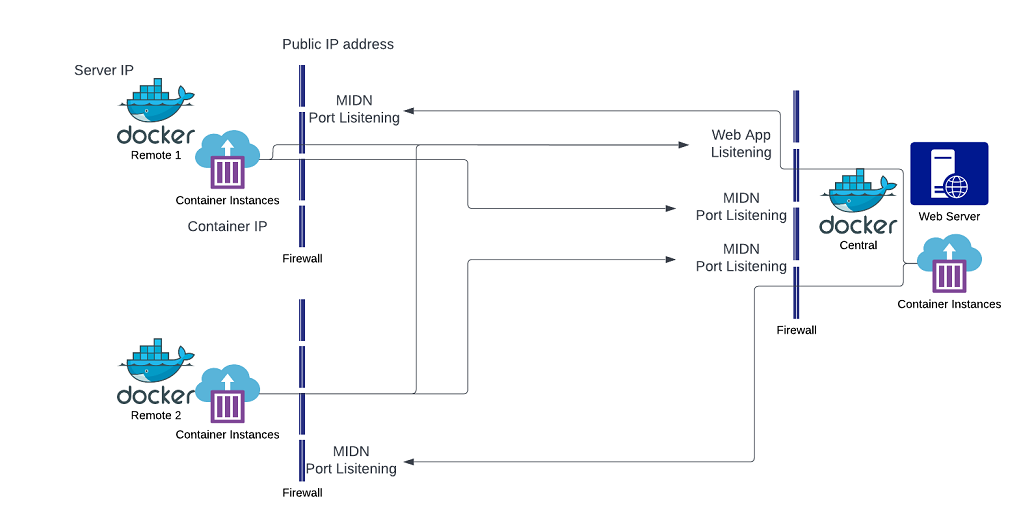 Public IP address
Server IP
MIDN
Port Lisitening
docker
Remote 1
Container Instances
Container IP
Firewall
Web App
Lisitening
MIDN
Port Lisitening
MIDN
Port Lisitening
docker
Central
Web Server
Container Instances
Firewall
docker
Remote 2
Container Instances
MIDN
Port Lisitening
Firewall